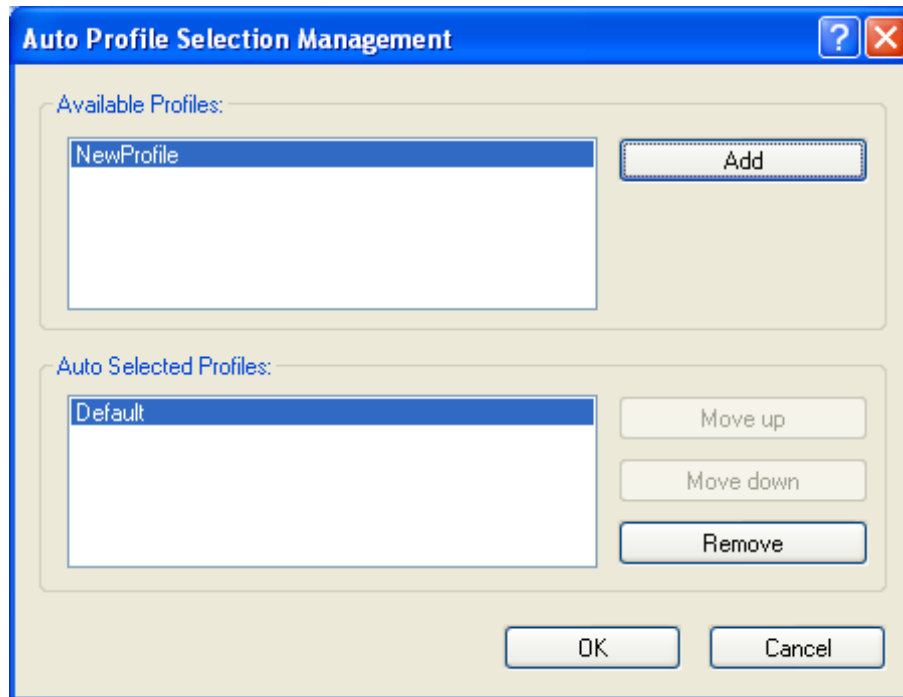 Auto Profile Selection Management
?
Available Profiles:
NewProfile
Add
Auto Selected Profiles:
Default
Move up
Move down
Remove
OK
Cancel